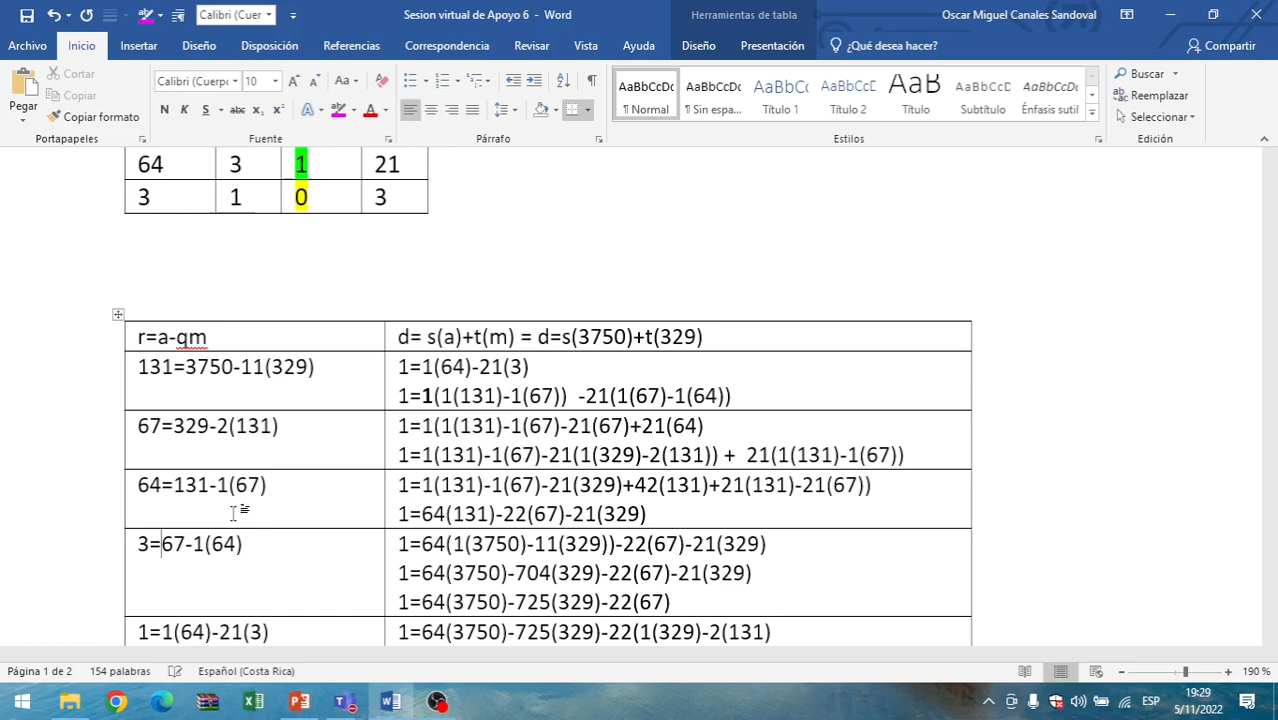 Calibri (Cuer
Sesion virtual de Apoyo 6 - Word
Herramientas de tabla
Oscar Miguel Canales Sandoval
Archivo Inicio Insertar Diseño Disposición Referencias Correspondencia Revisar Vista Ayuda Diseño Presentación ¿Qué desea hacer? Compartir
Pegar
Cortar
Copiar
Copiar formato
Portapapeles
Calibri (Cuerpo 10 Aa
N K S abc x₂ x²
Fuente
Párrafo
AaBbCcDc AaBbCcDc AaBbC AaBbCcC AaB AaBbCcD AaBbCcDc
¶ Normal ¶ Sin espa... Título 1 Título 2 Título Subtítulo Énfasis sutil
Estilos
Buscar
Reemplazar
Seleccionar
Edición
64 3 1 21
3 1 0 3
r=a-qm d= s(a)+t(m) = d=s(3750)+t(329)
131=3750-11(329) 1=1(64)-21(3)
1=1(1(131)-1(67)) -21(1(67)-1(64))
67=329-2(131) 1=1(1(131)-1(67)-21(67)+21(64)
1=1(131)-1(67)-21(1(329)-2(131)) + 21(1(131)-1(67))
64=131-1(67) 1=1(131)-1(67)-21(329)+42(131)+21(131)-21(67))
1=64(131)-22(67)-21(329)
3=67-1(64) 1=64(1(3750)-11(329))-22(67)-21(329)
1=64(3750)-704(329)-22(67)-21(329)
1=64(3750)-725(329)-22(67)
1=1(64)-21(3) 1=64(3750)-725(329)-22(1(329)-2(131)
Página 1 de 2 154 palabras Español (Costa Rica) 190 %
ESP
19:29
5/11/2022